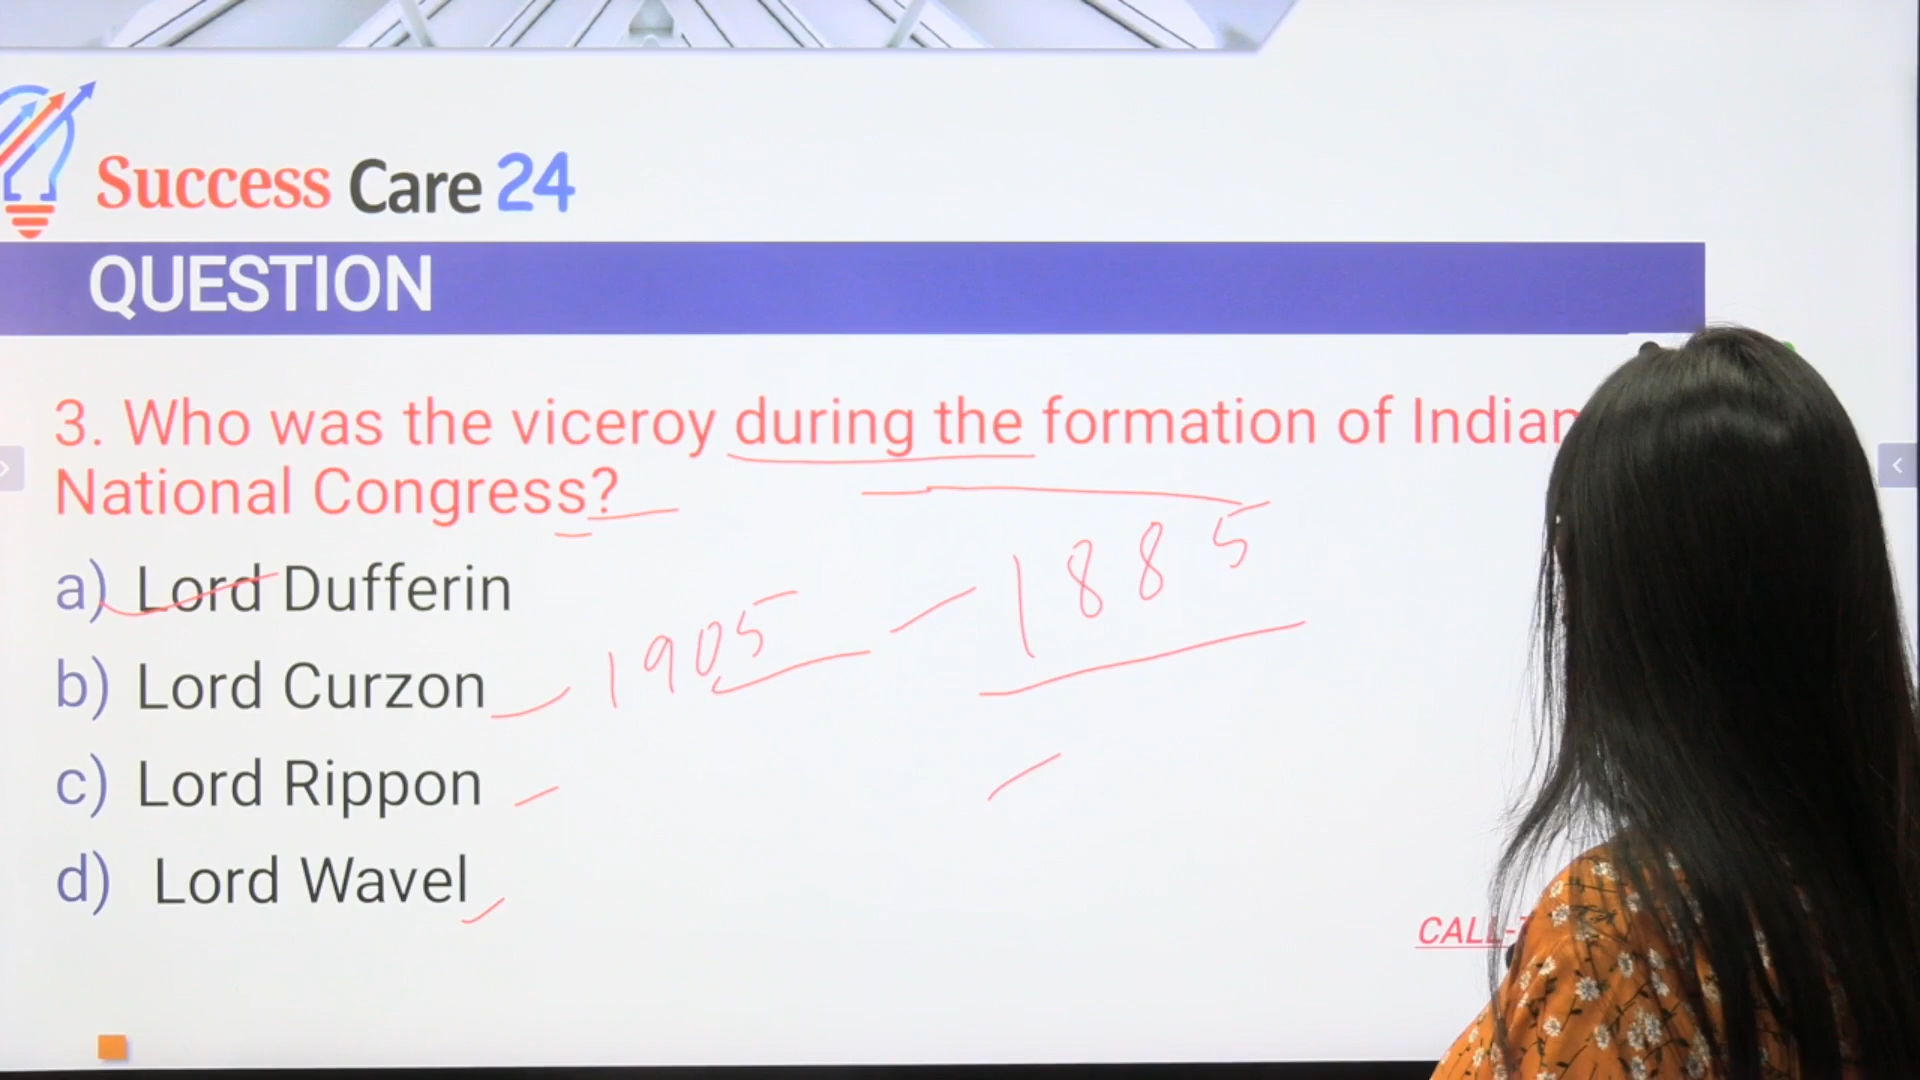 Success Care 24
QUESTION
3. Who was the viceroy during the formation of Indian
National Congress?
a) Lord Dufferin
b) Lord Curzon
1905 - 1885
c) Lord Rippon
d) Lord Wavel
CALL-